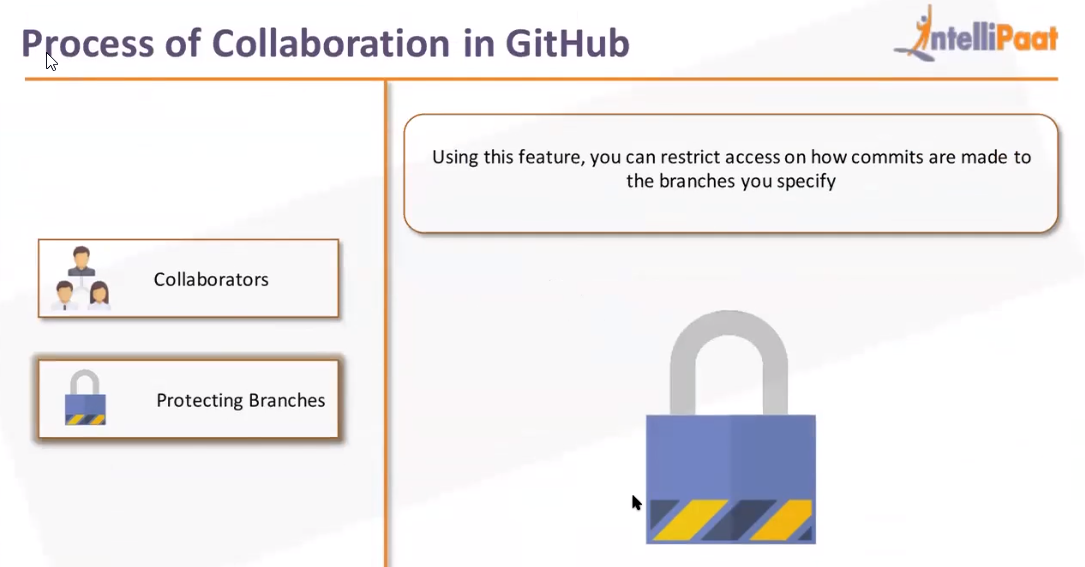 Process of Collaboration in GitHub
IntelliPaat
Using this feature, you can restrict access on how commits are made to
the branches you specify
Collaborators
Protecting Branches